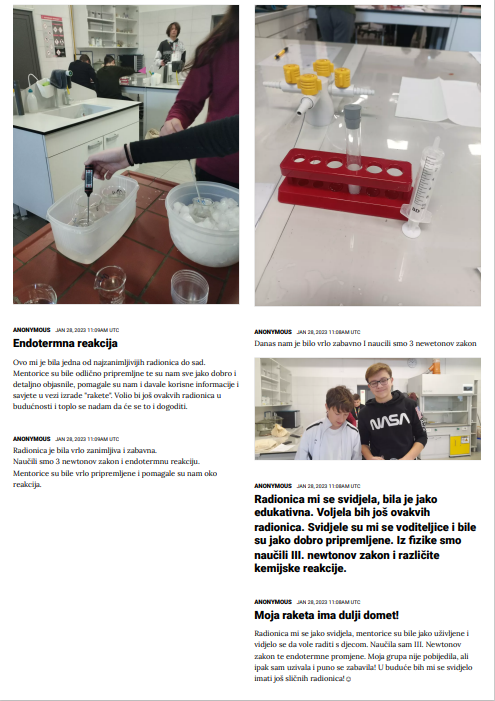 ANONYMOUS JAN 28, 2023 11:09AM UTC
Endotermna reakcija
Ovo mi je bila jedna od najzanimljivijih radionica do sad.
Mentorice su bile odlično pripremljne te su nam sve jako dobro i
detaljno objasnile, pomagale su nam i davale korisne informacije i
savjete u vezi izrade "rakete". Volio bi još ovakvih radionica u
budućnosti i toplo se nadam da će se to i dogoditi.
ANONYMOUS JAN 28, 2023 11:09AM UTC
Radionica je bila vrlo zanimljiva i zabavna.
Naučili smo 3 newtonov zakon i endotermnu reakciju.
Mentorice su bile vrlo pripremljene i pomagale su nam oko
reakcija.
ANONYMOUS JAN 28, 2023 11:08AM UTC
Danas nam je bilo vrlo zabavno I naucili smo 3 newetonov zakon
NASA
ANONYMOUS JAN 28, 2023 11:08AM UTC
Radionica mi se svidjela, bila je jako
edukativna. Voljela bih još ovakvih
radionica. Svidjele su mi se voditeljice i bile
su jako dobro pripremljene. Iz fizike smo
naučili III. newtonov zakon i različite
kemijske reakcije.
ANONYMOUS JAN 28, 2023 11:08AM UTC
Moja raketa ima dulji domet!
Radionica mi se jako svidjela, mentorice su bile jako uživljene i
vidjelo se da vole raditi s djecom. Naučila sam III. Newtonov
zakon te endotermne promjene. Moja grupa nije pobijedila, ali
ipak sam uzivala i puno se zabavila! U buduće bih mi se svidjelo
imati još sličnih radionica!☺